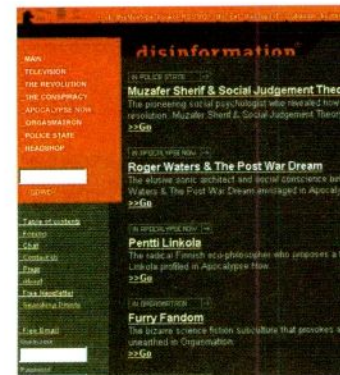 disinformation
MAIN
TELEVISION
THE REVOLUTION
THE CONSPIRACY
APOCALYPSE NOW
ORGASMATRON
POLICE STATE
HEADSHOP
Table of contents
Forums
Chat
Contact Us
Press
About
Free Newsletter
Free Email
Username
Password
IN POLICE STATE
Muzafer Sherif & Social Judgement Theo
The pioneering social psychologist who revealed how
revolution. Muzafer Sherif & Social Judgement Theor
>>Go
IN APOCALYPSE NOW
Roger Waters & The Post War Dream
The elusive sonic architect and social conscience
Waters & The Post War Dream envisaged in Apocaly
>>Go
IN APOCALYPSE NOW
Pentti Linkola
The radical Finnish eco-philosopher who proposes a
Linkola profiled in Apocalypse Now.
>>Go
IN ORGASMATRON
Furry Fandom
The bizarre science fiction subculture that provokes
unearthed in Orgasmatron.
>>Go